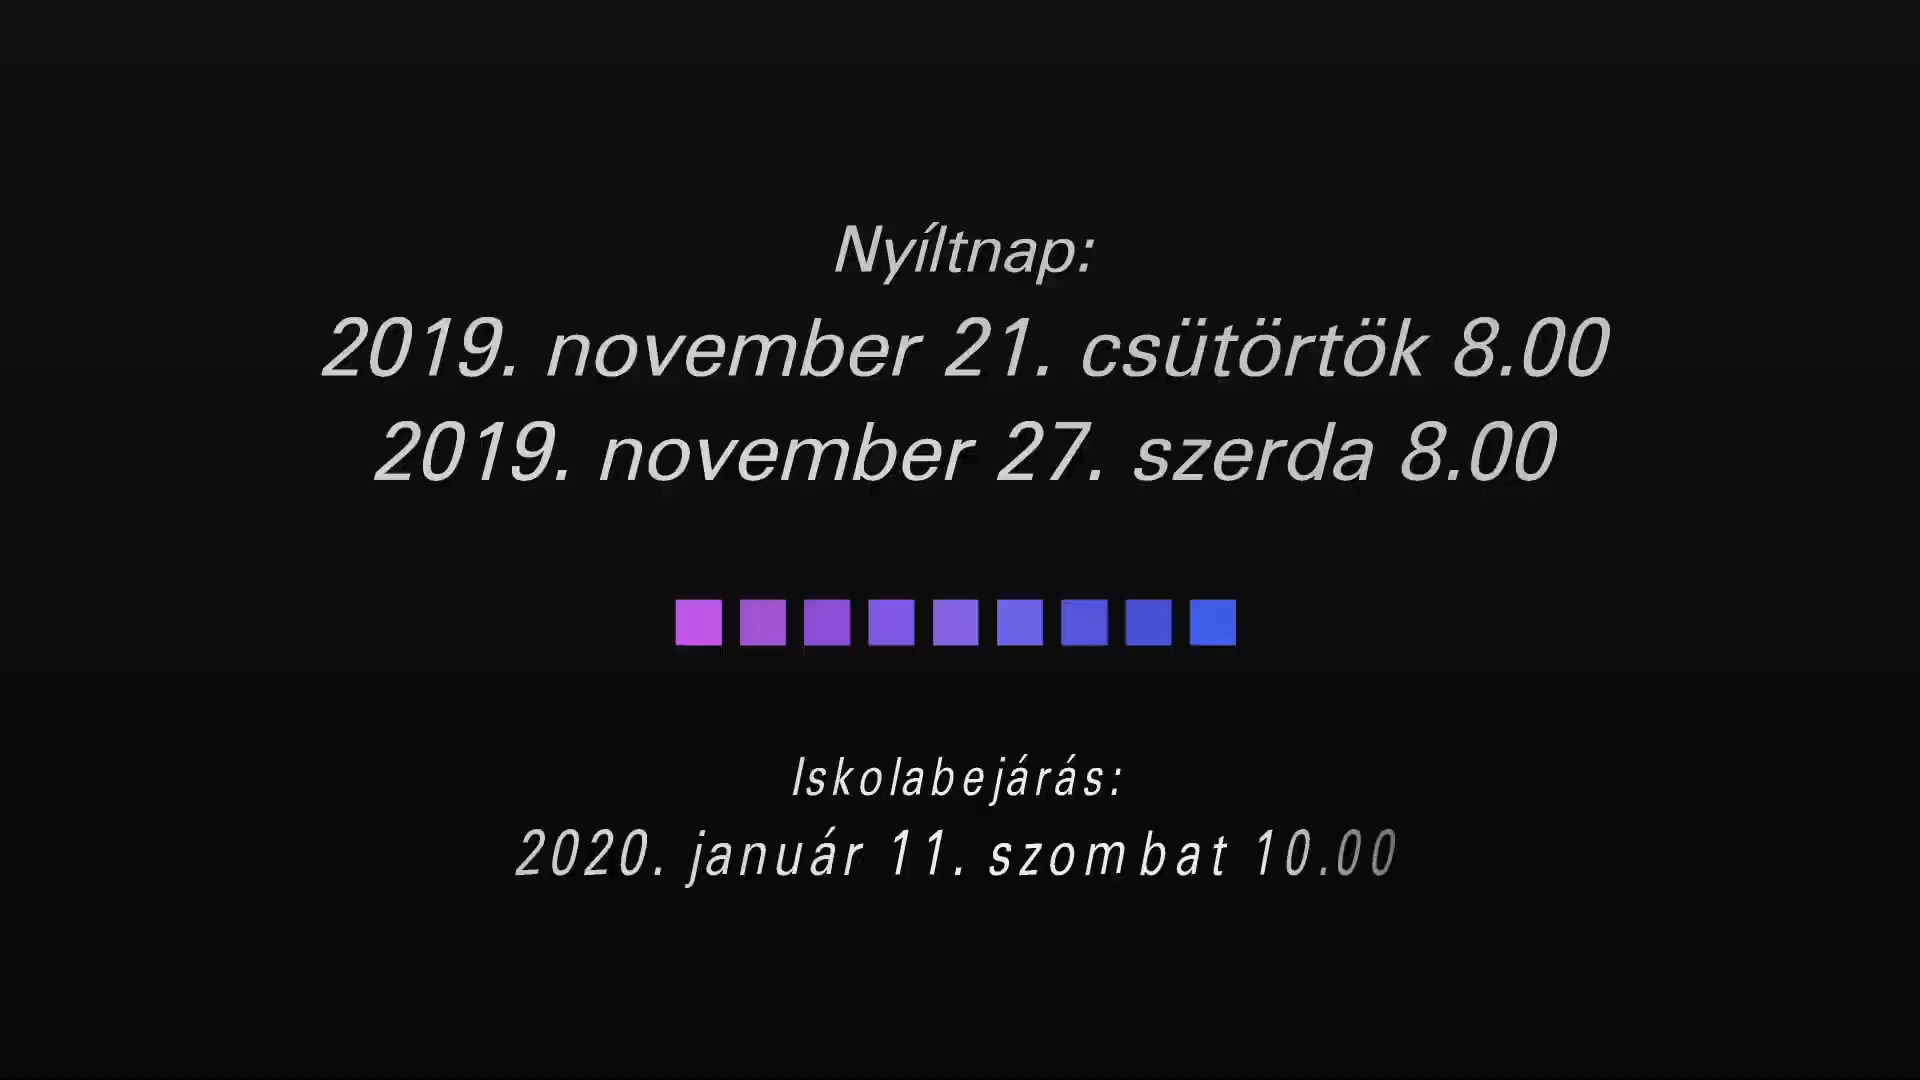 Nyíltnap:
2019. november 21. csütörtök 8.00
2019. november 27. szerda 8.00
Iskolabejárás:
2020. január 11. szombat 10.00